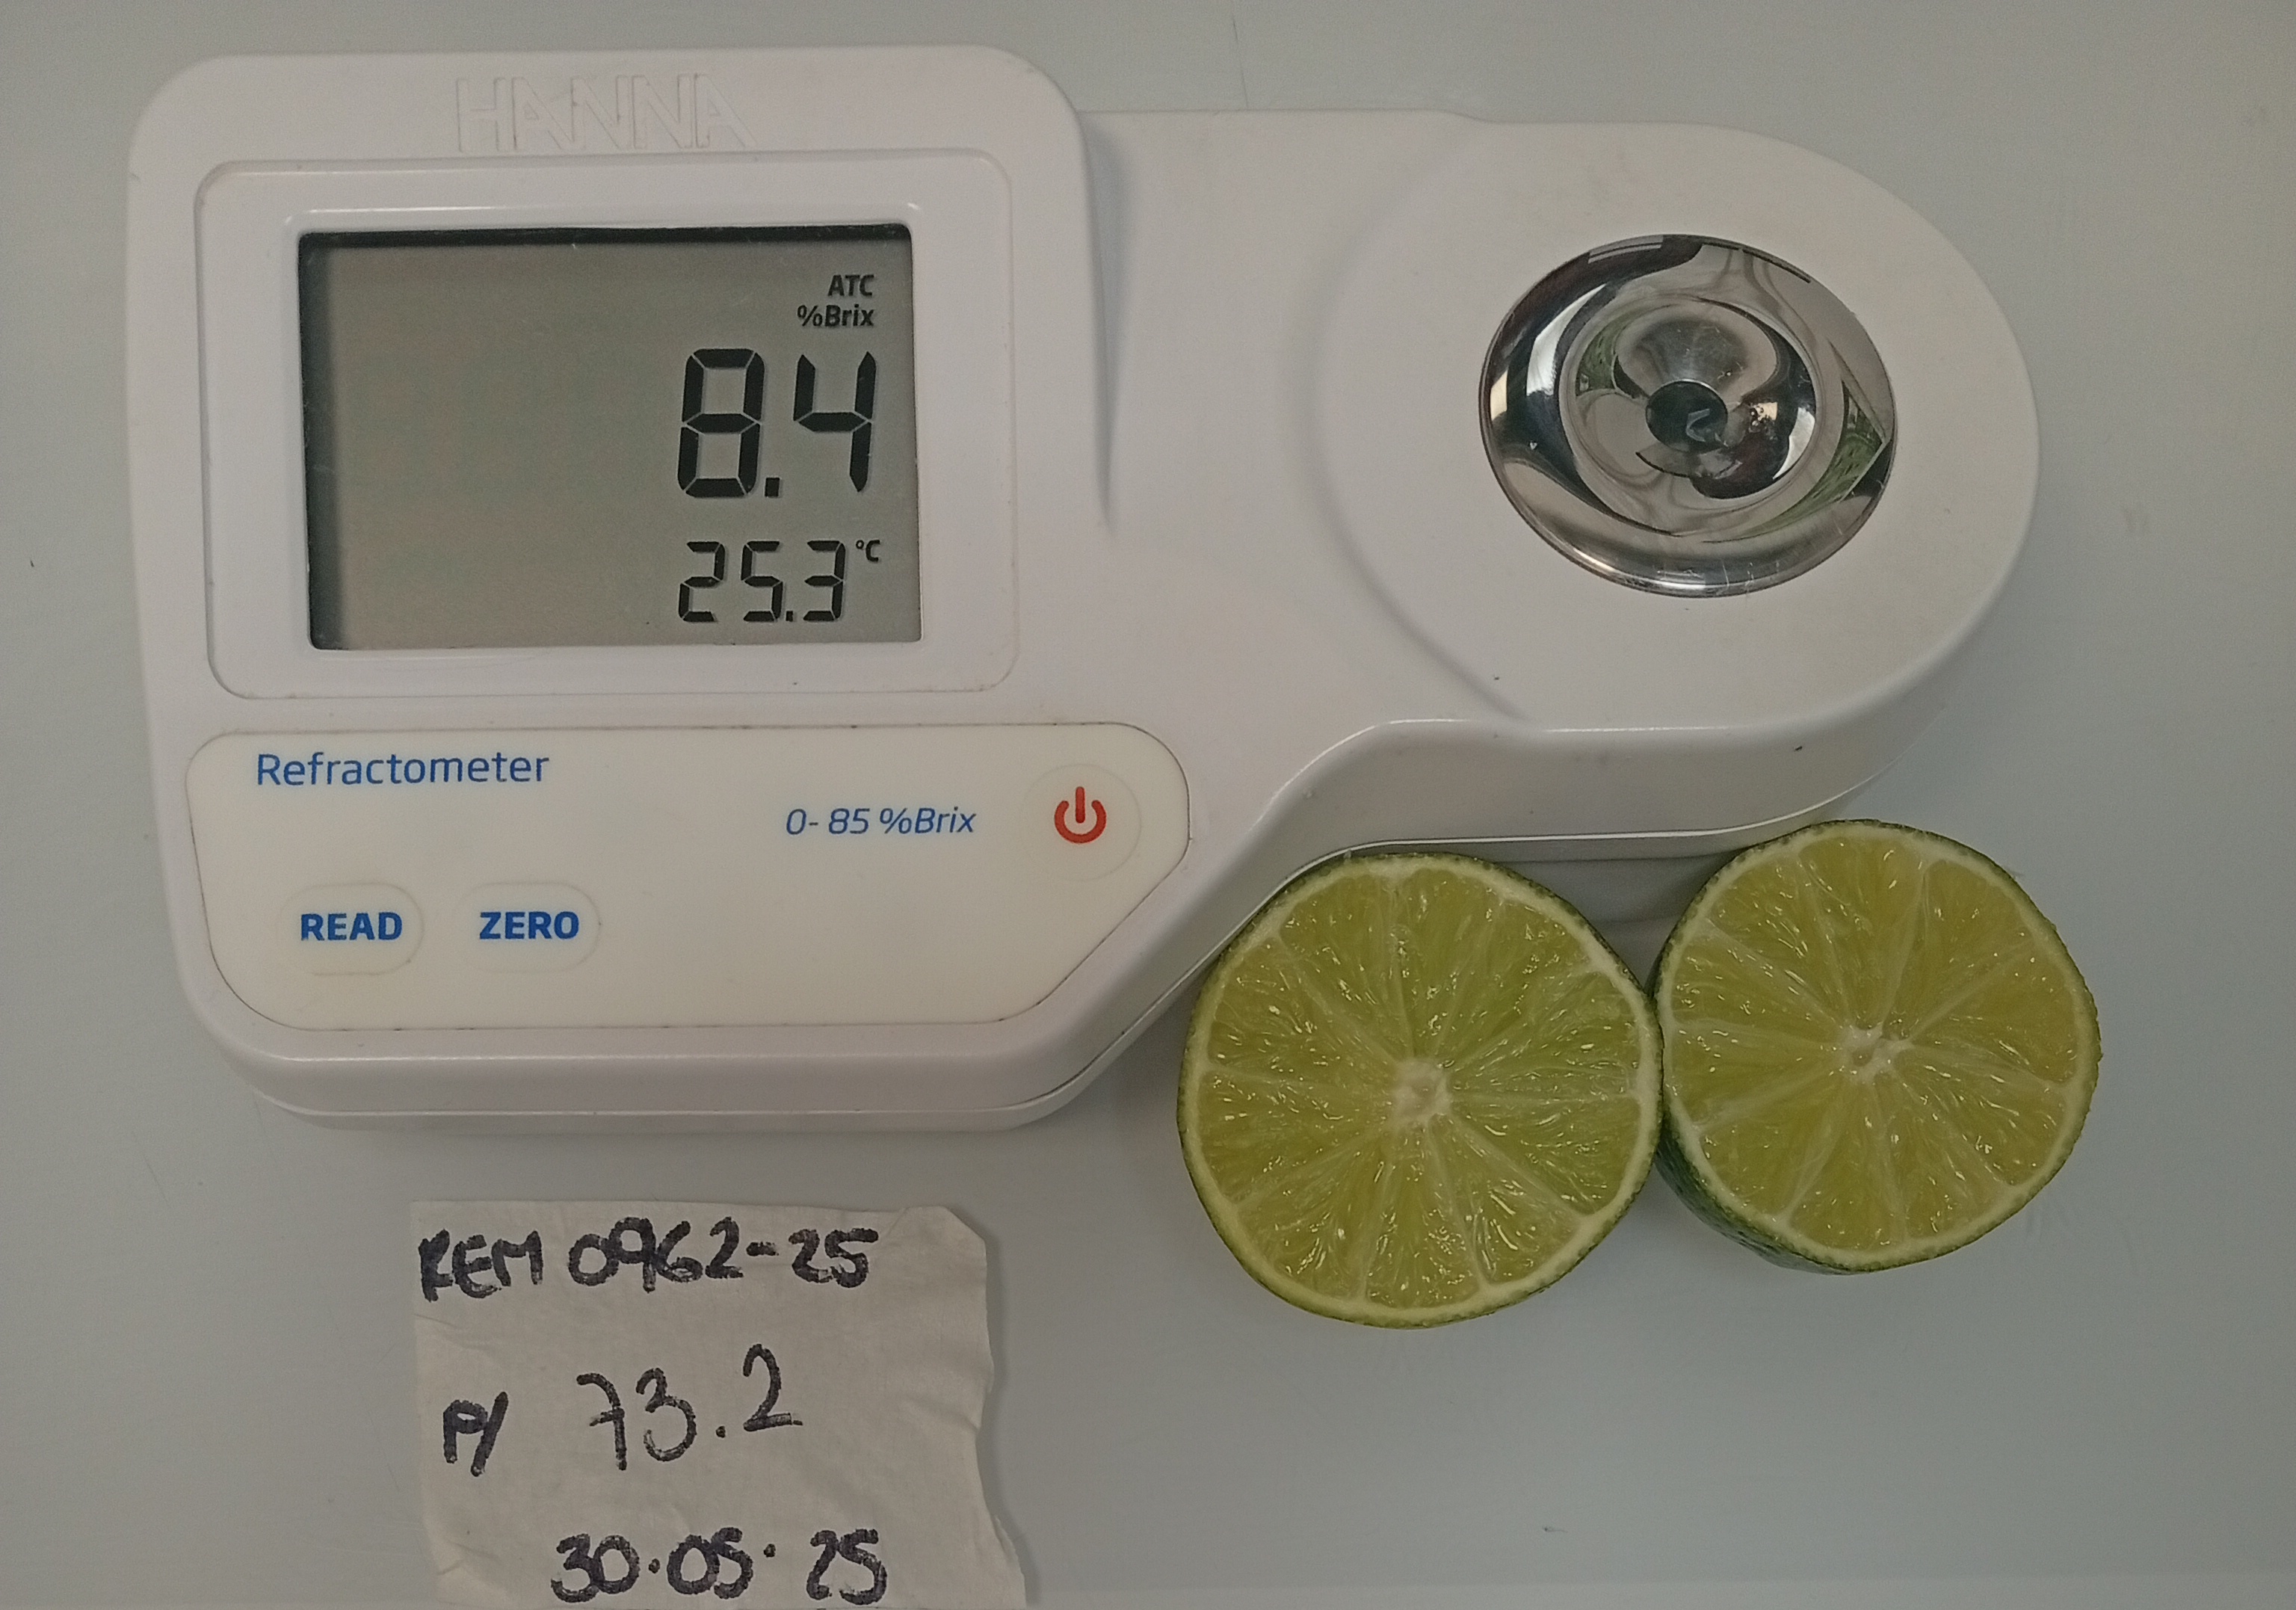 HANNA
ATC
%Brix
8.4
25.3 °C
Refractometer
0-85 %Brix
READ ZERO
REM 0962-25
P/ 73.2
30.05.25